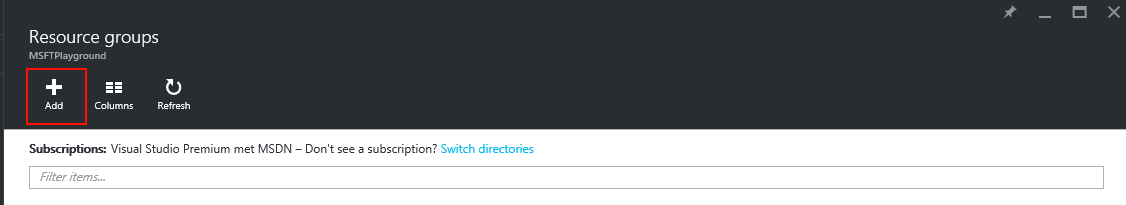 Resource groups
MSFTPlayground
Add Columns Refresh
Subscriptions: Visual Studio Premium met MSDN – Don't see a subscription? Switch directories
Filter items...